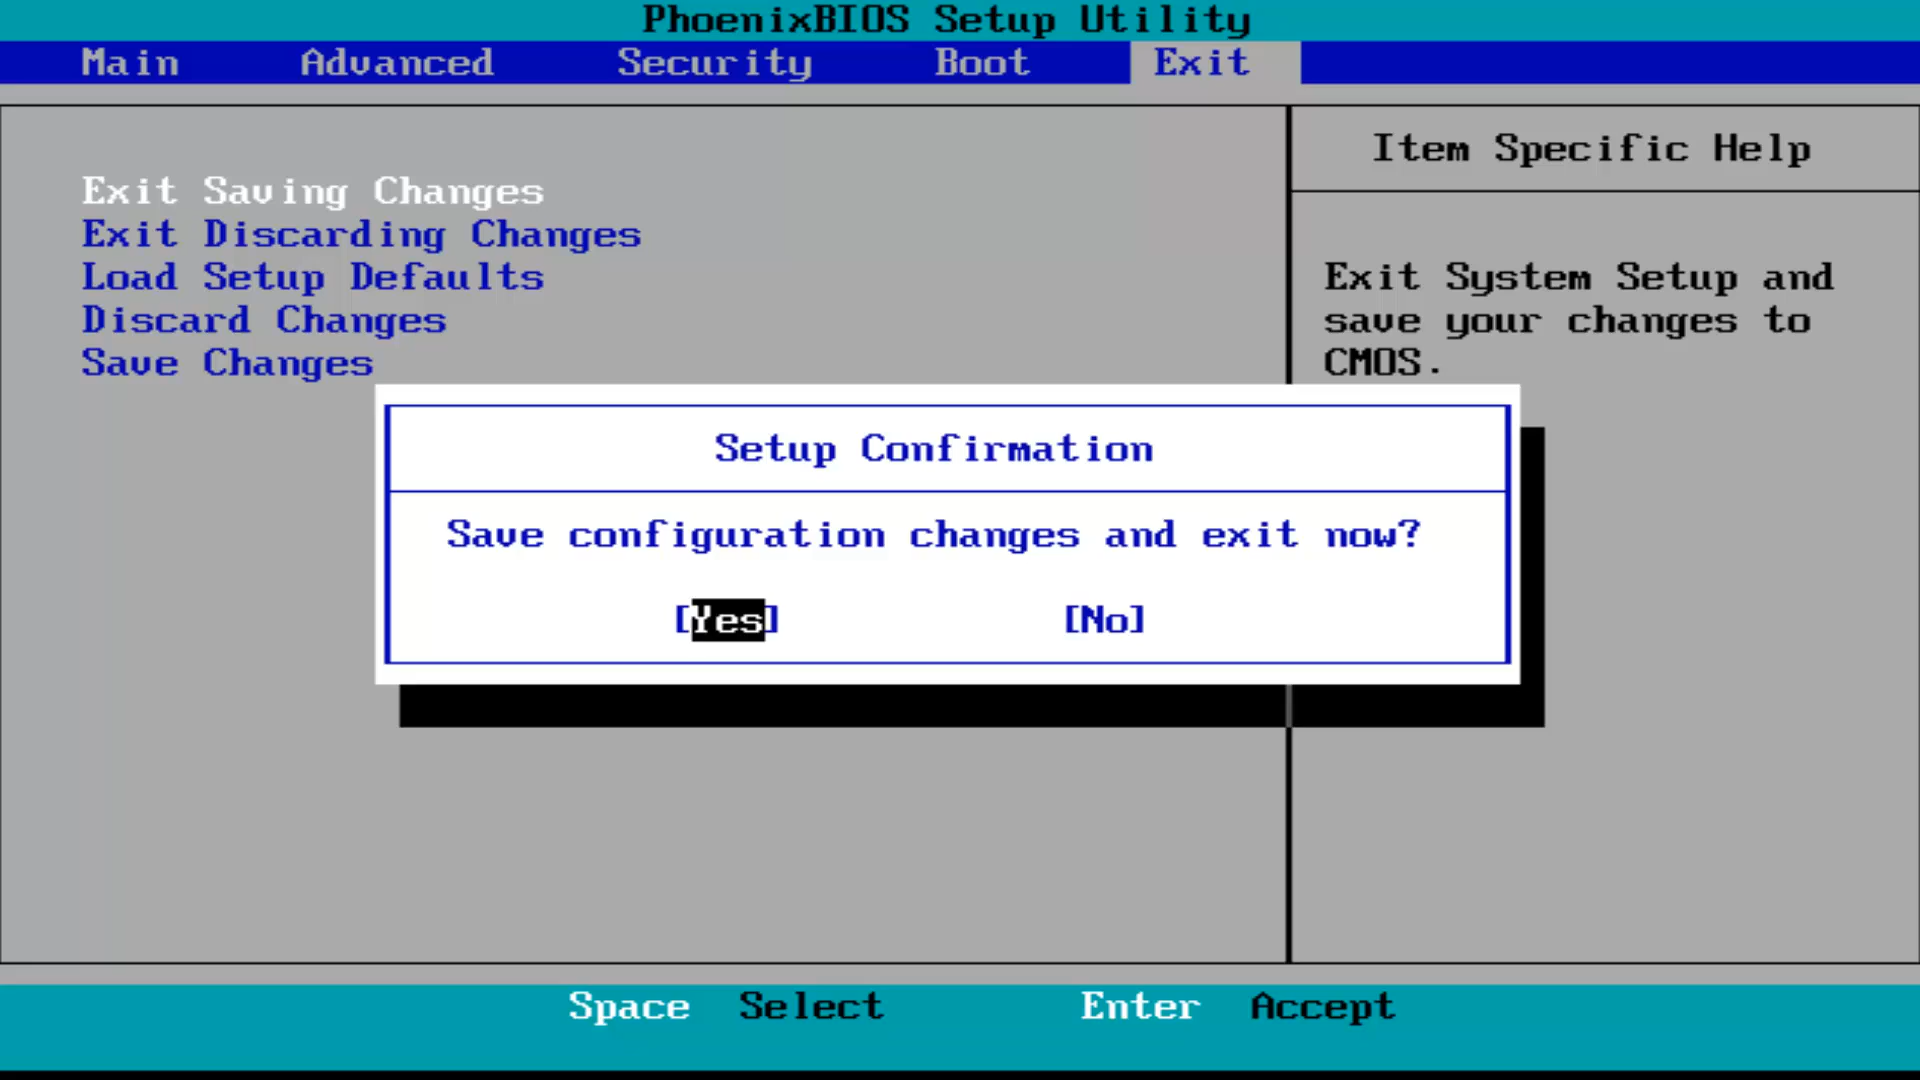 PhoenixBIOS Setup Utility
Main Advanced Security Boot Exit
Item Specific Help
Exit Saving Changes
Exit Discarding Changes
Load Setup Defaults
Discard Changes
Save Changes
Exit System Setup and
save your changes to
CMOS.
Setup Confirmation
Save configuration changes and exit now?
[Yes] [No]
Space Select Enter Accept